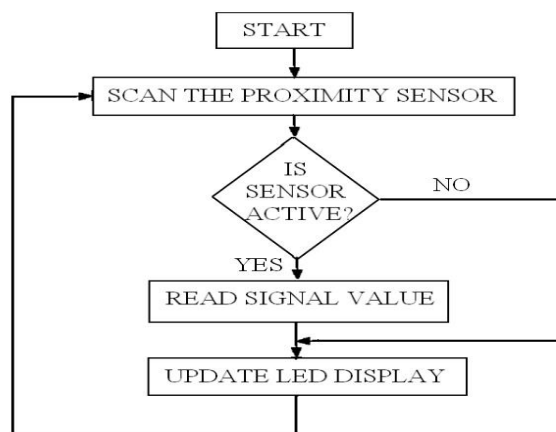 START
SCAN THE PROXIMITY SENSOR
IS
SENSOR
ACTIVE?
NO
YES
READ SIGNAL VALUE
UPDATE LED DISPLAY